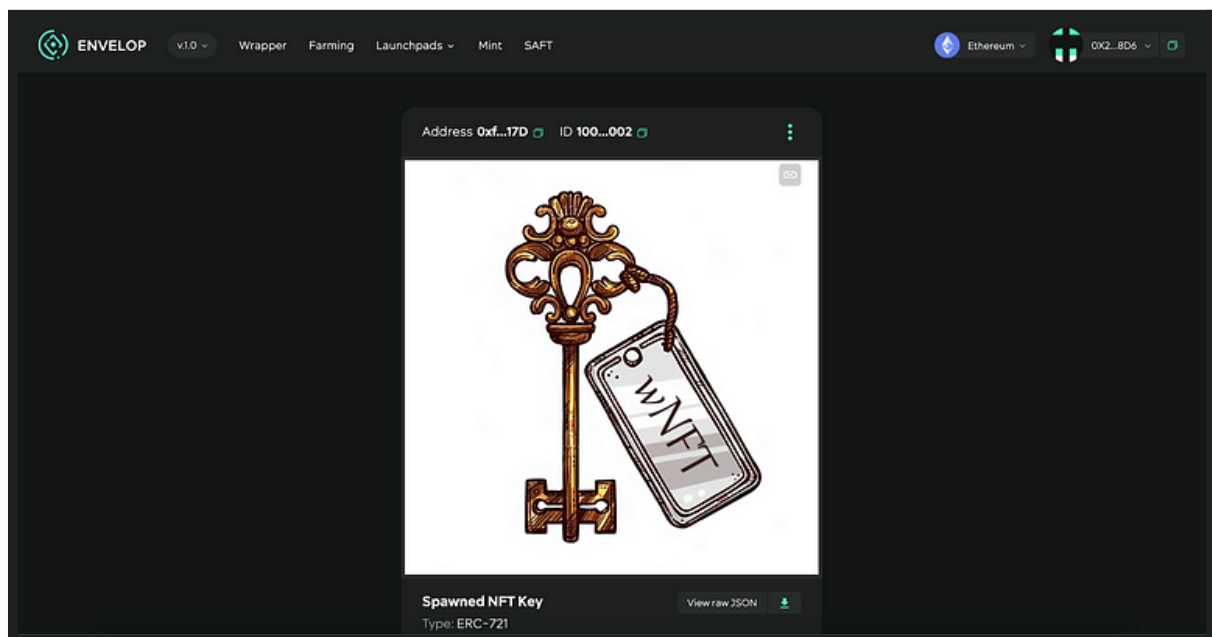 ENVELOP v.1.0 Wrapper Farming Launchpads Mint SAFT Ethereum 0X2...8D6
Address 0xf...17D ID 100...002
wNFT
Spawned NFT Key View raw JSON
Type: ERC-721